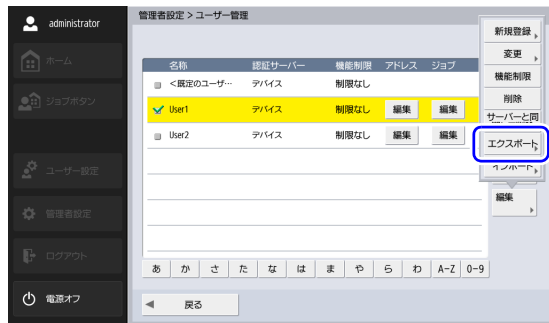 administrator
管理者設定 > ユーザー管理
ホーム
ジョブボタン
ユーザー設定
管理者設定
ログアウト
電源オフ
名称 認証サーバー 機能制限 アドレス ジョブ
<既定のユーザ… デバイス 制限なし
User1 デバイス 制限なし 編集 編集
User2 デバイス 制限なし 編集 編集
あ か さ た な は ま や ら わ A-Z 0-9
戻る
新規登録
変更
機能制限
削除
サーバーと同
エクスポート
インポート
編集